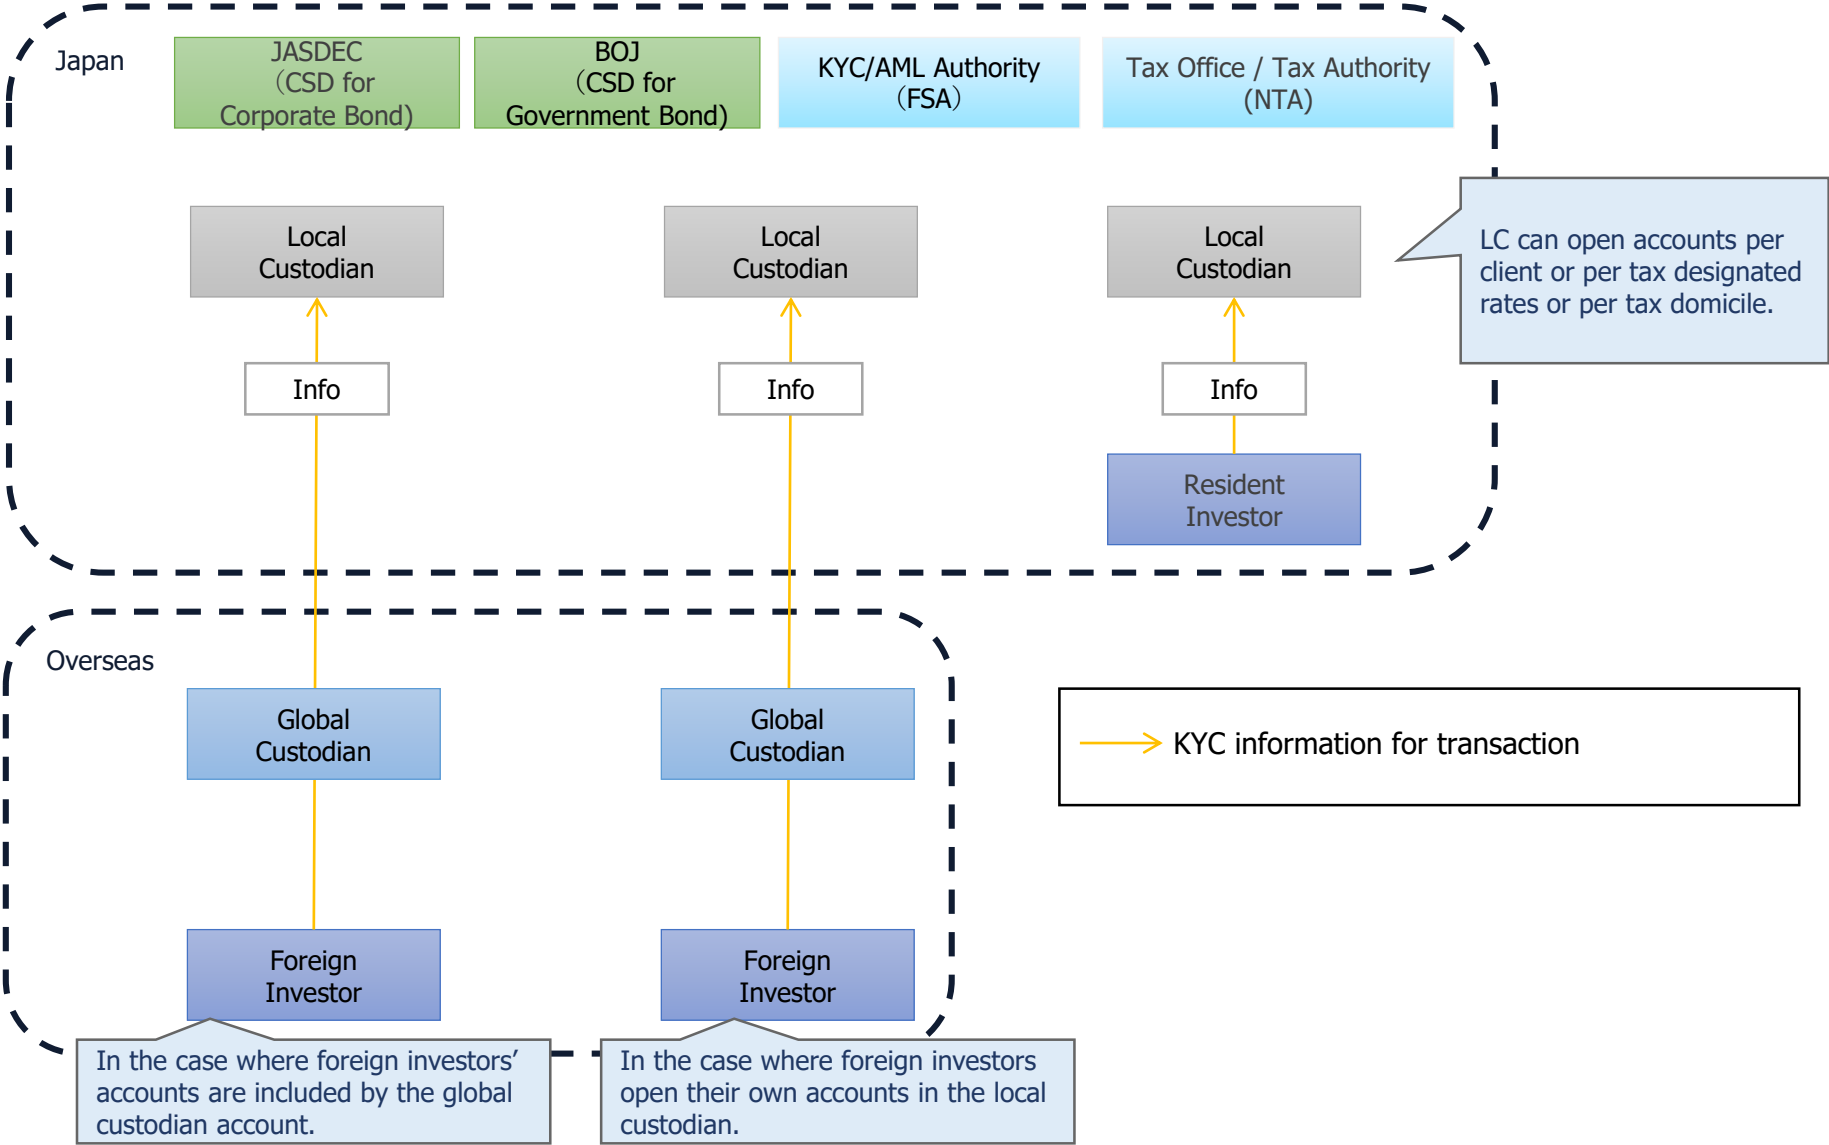 Japan
JASDEC
（CSD for
Corporate Bond)
BOJ
（CSD for
Government Bond)
KYC/AML Authority
（FSA）
Tax Office / Tax Authority
(NTA)
Local
Custodian
Local
Custodian
Local
Custodian
LC can open accounts per
client or per tax designated
rates or per tax domicile.
Info
Info
Info
Resident
Investor
Overseas
Global
Custodian
Global
Custodian
KYC information for transaction
Foreign
Investor
Foreign
Investor
In the case where foreign investors’
accounts are included by the global
custodian account.
In the case where foreign investors
open their own accounts in the local
custodian.